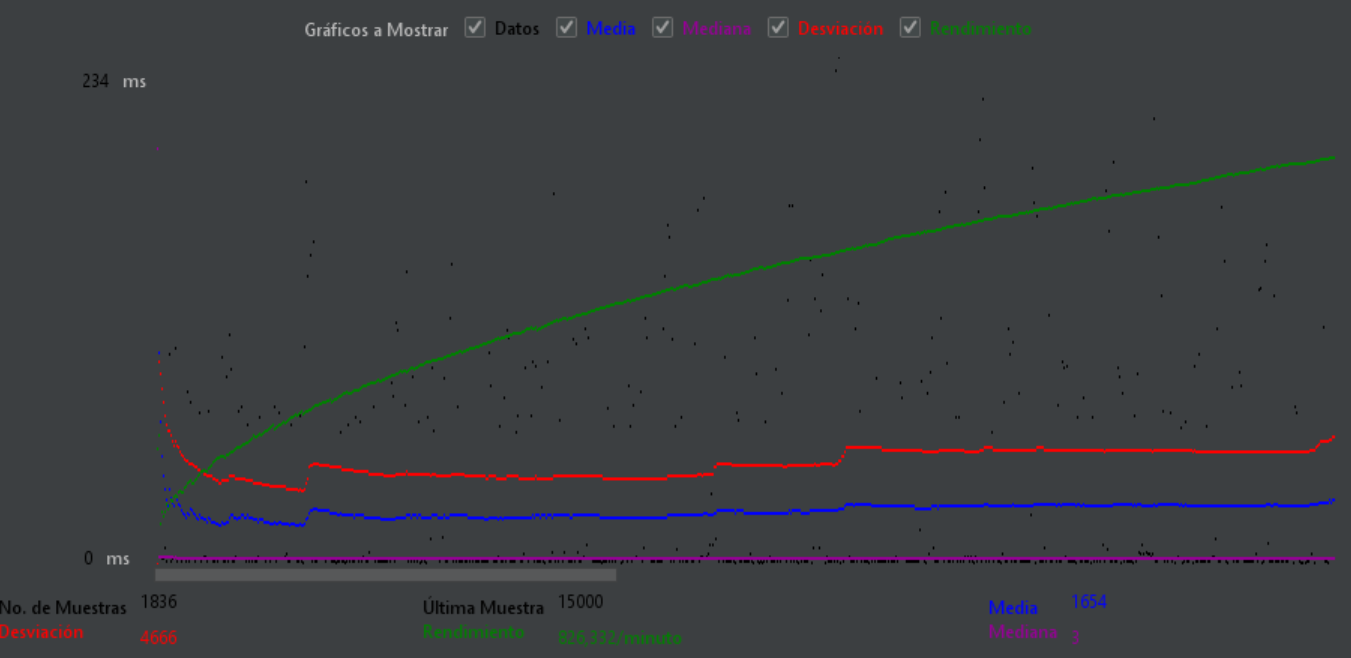 Gráficos a Mostrar Datos Media Mediana Desviación Rendimiento
234 ms
0 ms
No. de Muestras 1836 Última Muestra 15000 Media 1654
Desviación 4666 Rendimiento 826,332/minuto Mediana